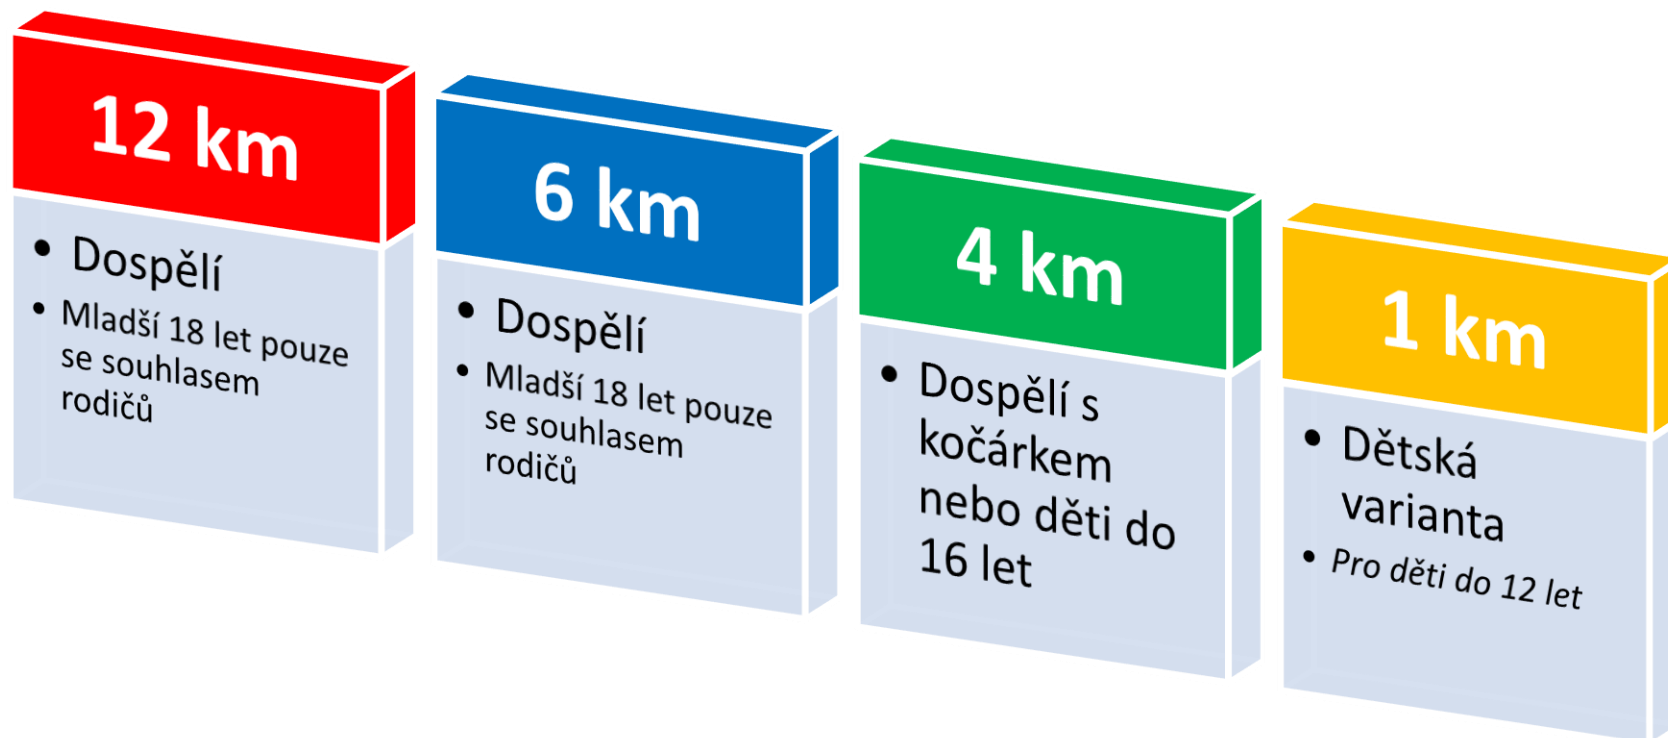 12 km
• Dospělí
• Mladší 18 let pouze
se souhlasem
rodičů
6 km
• Dospělí
• Mladší 18 let pouze
se souhlasem
rodičů
4 km
• Dospělí s
kočárkem
nebo děti do
16 let
1 km
• Dětská
varianta
• Pro děti do 12 let